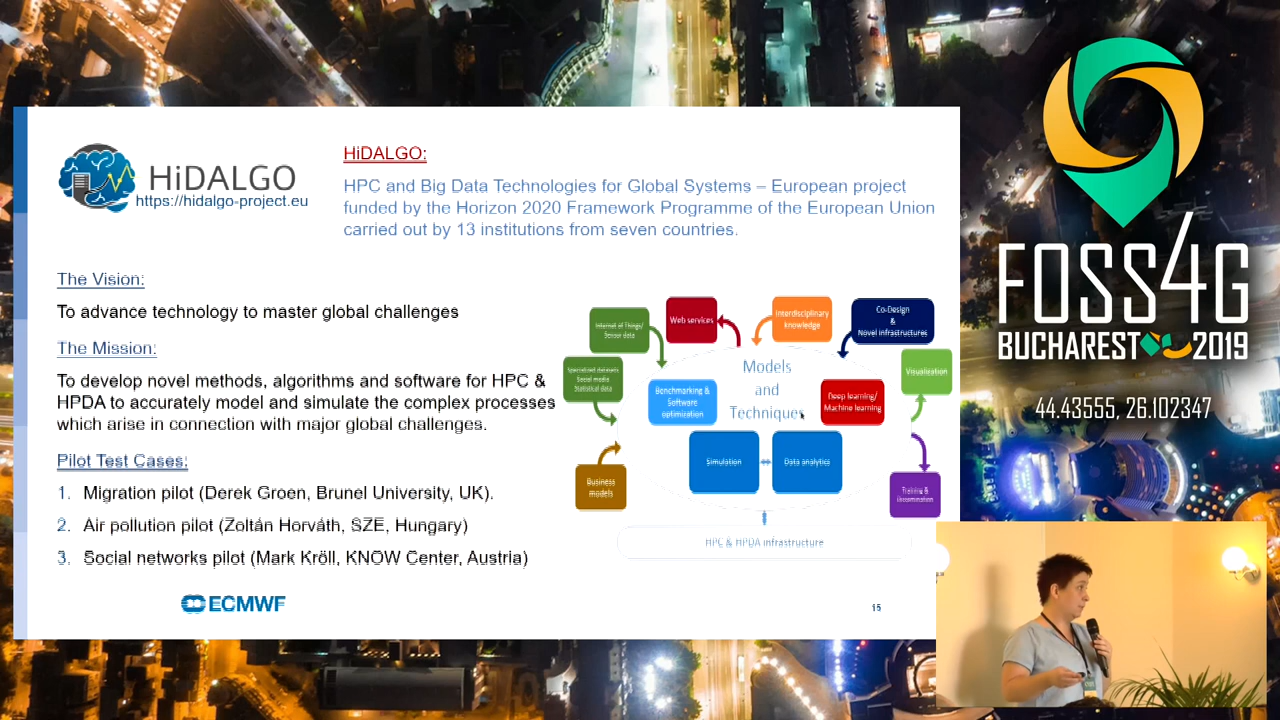 HiDALGO
https://hidalgo-project.eu
HiDALGO:
HPC and Big Data Technologies for Global Systems – European project
funded by the Horizon 2020 Framework Programme of the European Union
carried out by 13 institutions from seven countries.
The Vision:
To advance technology to master global challenges
The Mission:
To develop novel methods, algorithms and software for HPC &
HPDA to accurately model and simulate the complex processes
which arise in connection with major global challenges.
Pilot Test Cases:
1. Migration pilot (Derek Groen, Brunel University, UK).
2. Air pollution pilot (Zoltán Horváth, SZE, Hungary)
3. Social networks pilot (Mark Kröll, KNOW Center, Austria)
Internet of Things/
Sensor data
Web services
Interdisciplinary
knowledge
Co-Design
&
Novel infrastructures
Specialized datasets
Social media
Statistical data
Models
and
Techniques
Visualization
Benchmarking &
Software
optimization
Deep learning/
Machine learning
Simulation
Data analytics
Business
models
Training &
Dissemination
HPC & HPDA infrastructure
ECMWF
15
FOSS4G
BUCHAREST 2019
44.43555, 26.102347